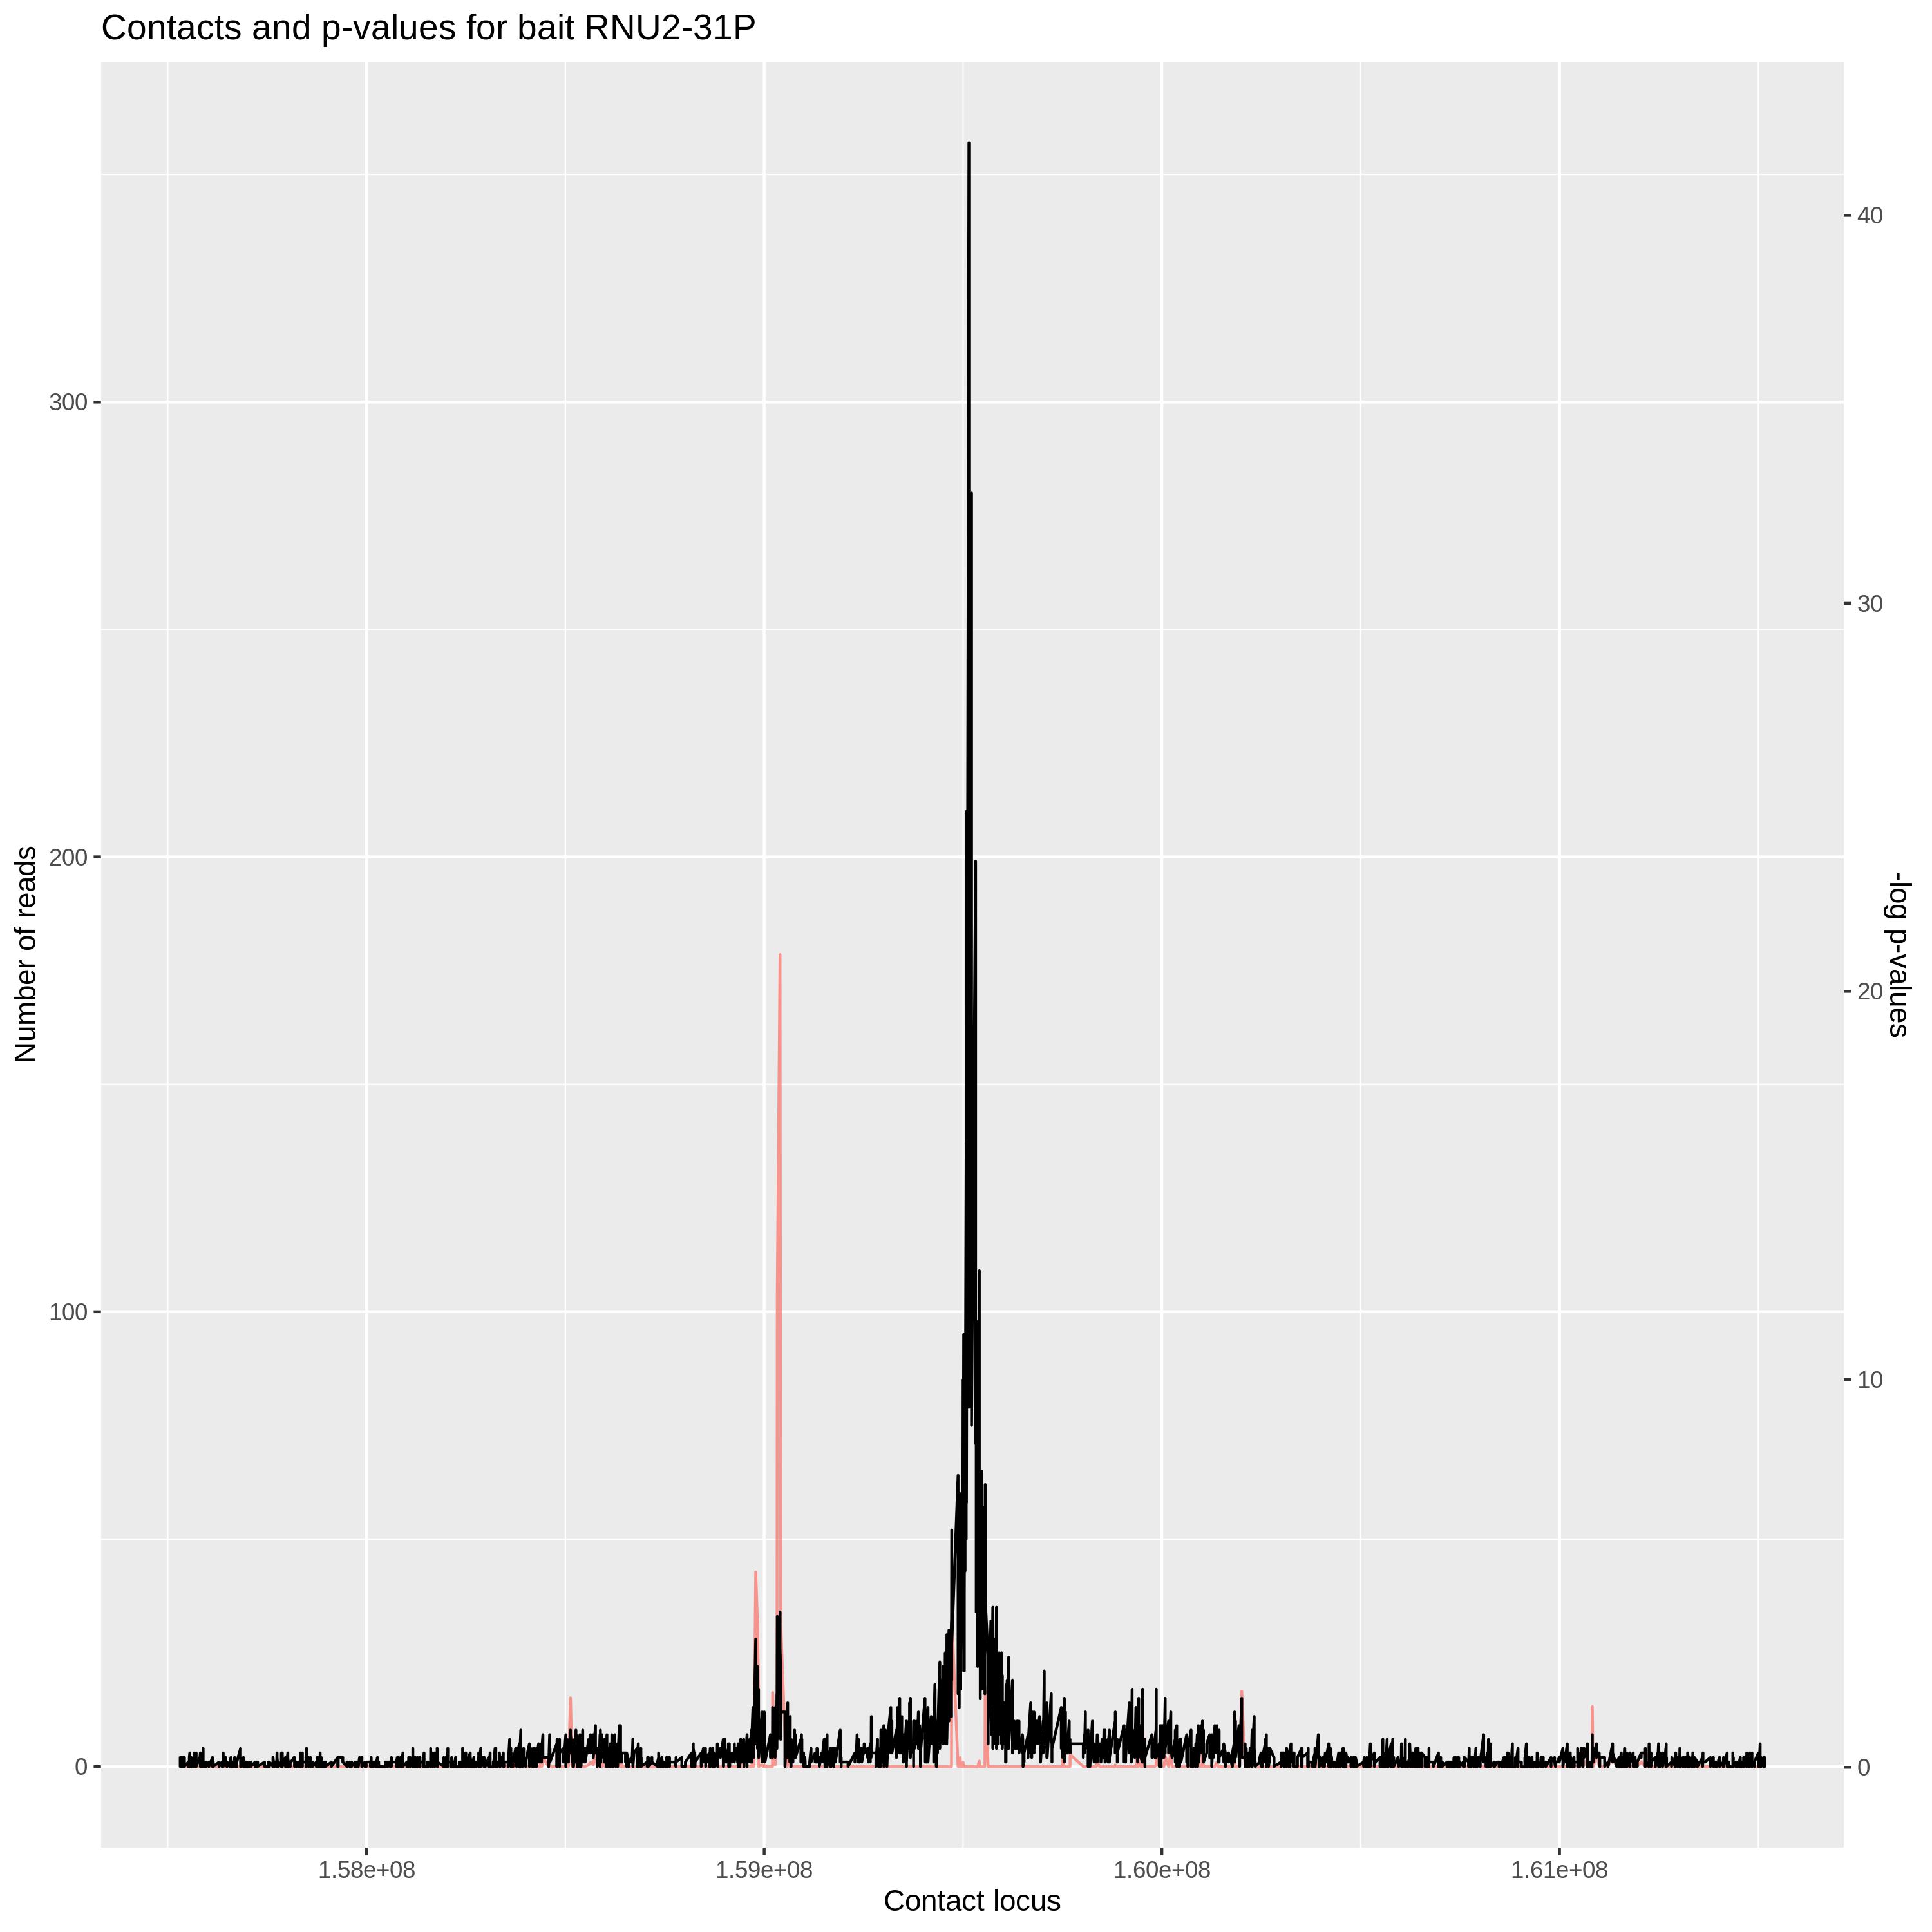 Contacts and p-values for bait RNU2-31P
Number of reads
300
200
100
0
40
30
20
10
0
-log p-values
1.58e+08
1.59e+08
1.60e+08
1.61e+08
Contact locus